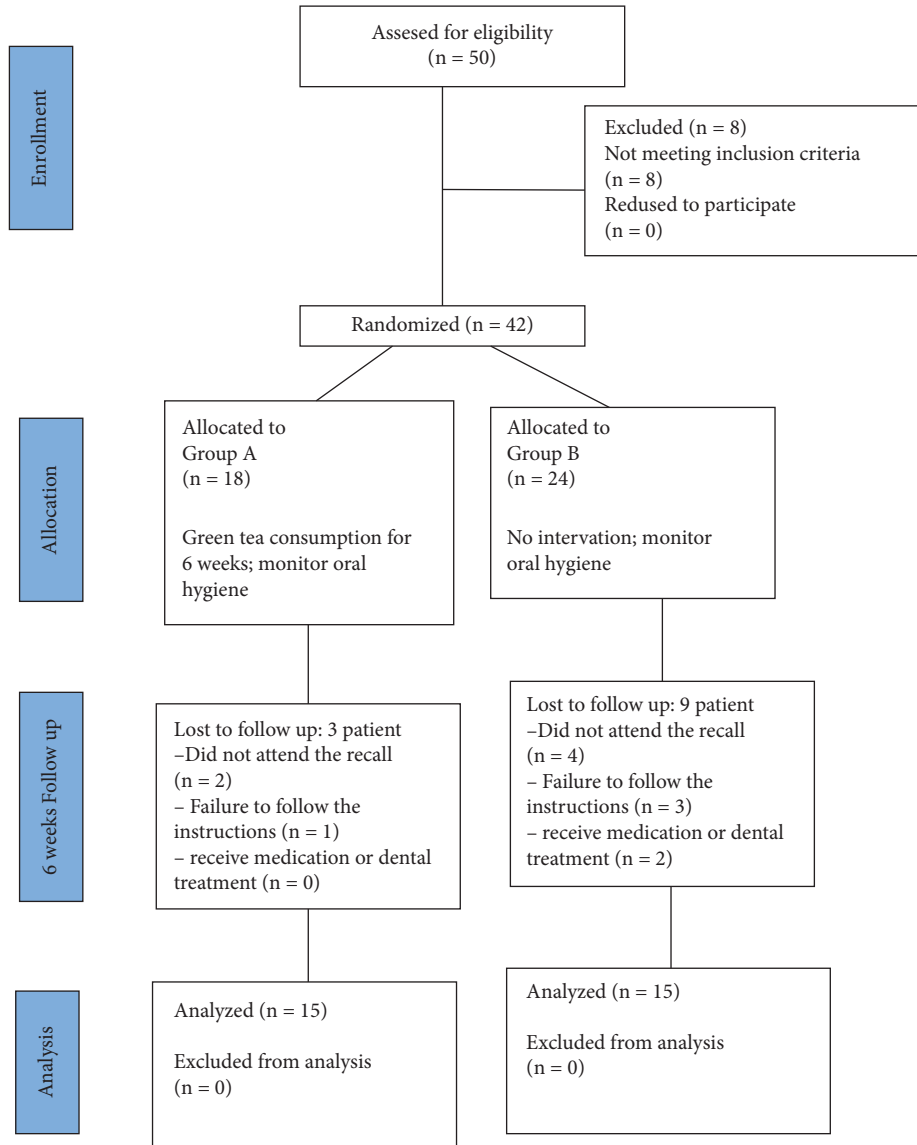 Enrollment
Assesed for eligibility
(n = 50)
Excluded (n = 8)
Not meeting inclusion criteria
(n = 8)
Redused to participate
(n = 0)
Randomized (n = 42)
Allocation
Allocated to
Group A
(n = 18)
Green tea consumption for
6 weeks; monitor oral
hygiene
Allocated to
Group B
(n = 24)
No intervation; monitor
oral hygiene
6 weeks Follow up
Lost to follow up: 3 patient
–Did not attend the recall
(n = 2)
– Failure to follow the
instructions (n = 1)
– receive medication or dental
treatment (n = 0)
Lost to follow up: 9 patient
–Did not attend the recall
(n = 4)
– Failure to follow the
instructions (n = 3)
– receive medication or dental
treatment (n = 2)
Analysis
Analyzed (n = 15)
Excluded from analysis
(n = 0)
Analyzed (n = 15)
Excluded from analysis
(n = 0)